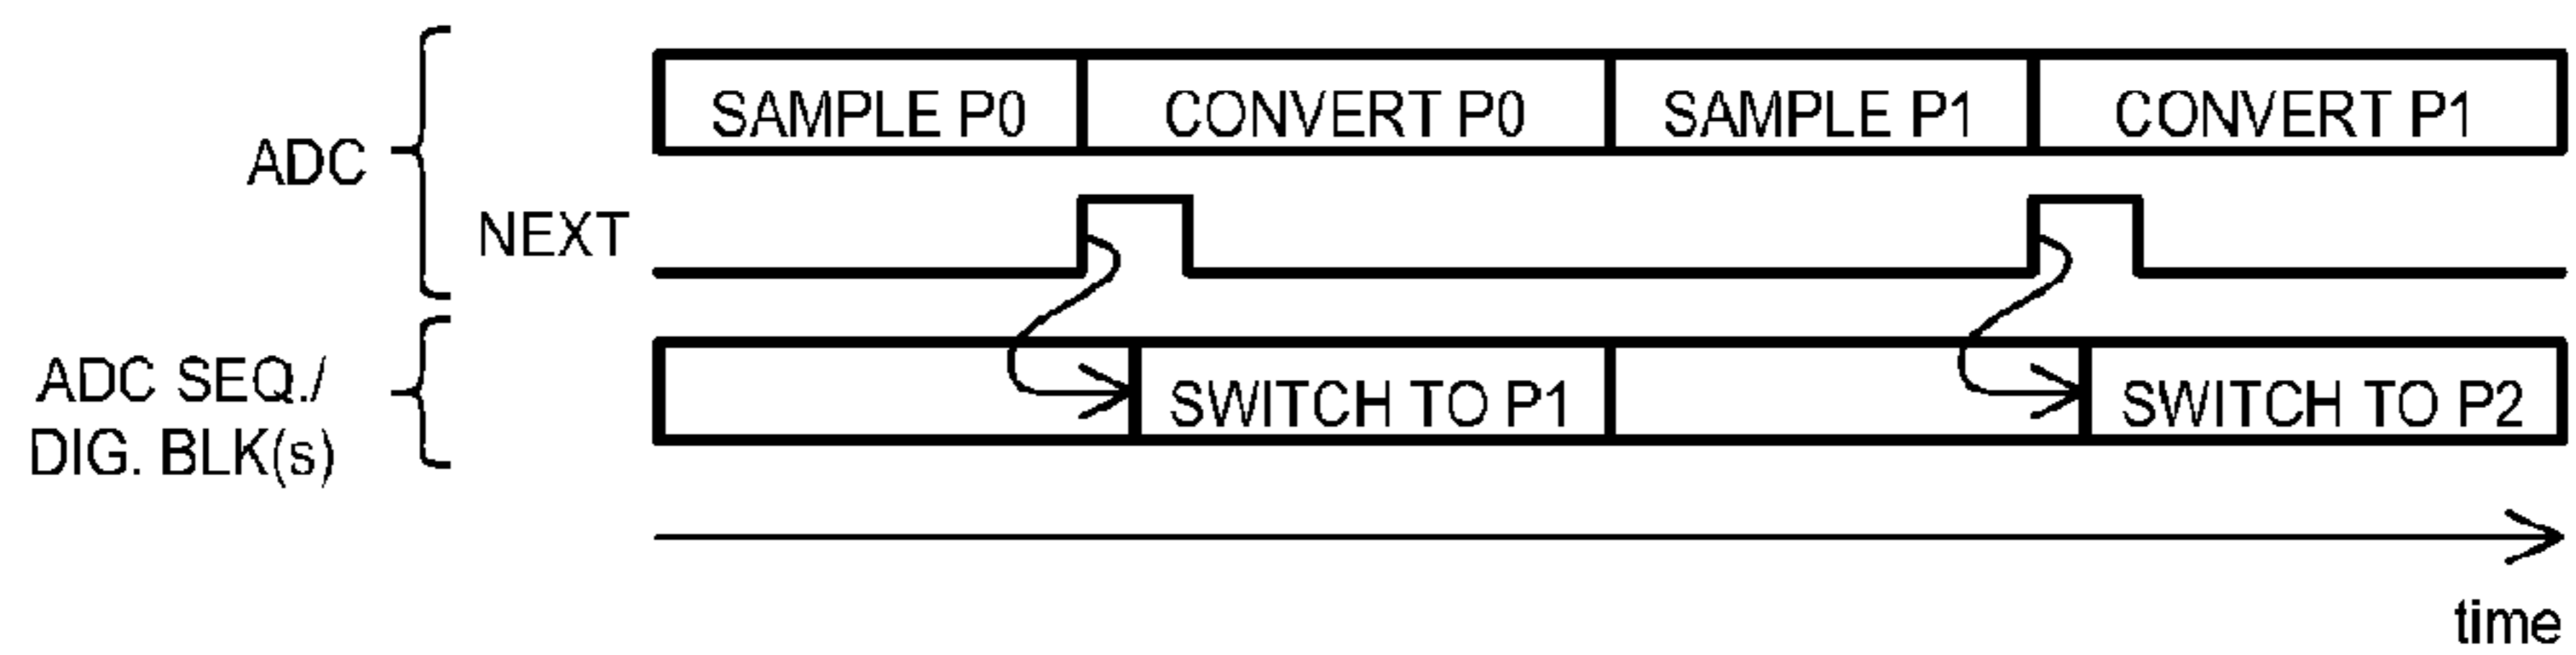 SAMPLE P0 CONVERT P0 SAMPLE P1 CONVERT P1
ADC
NEXT
ADC SEQ./
DIG. BLK(s)
SWITCH TO P1 SWITCH TO P2
time